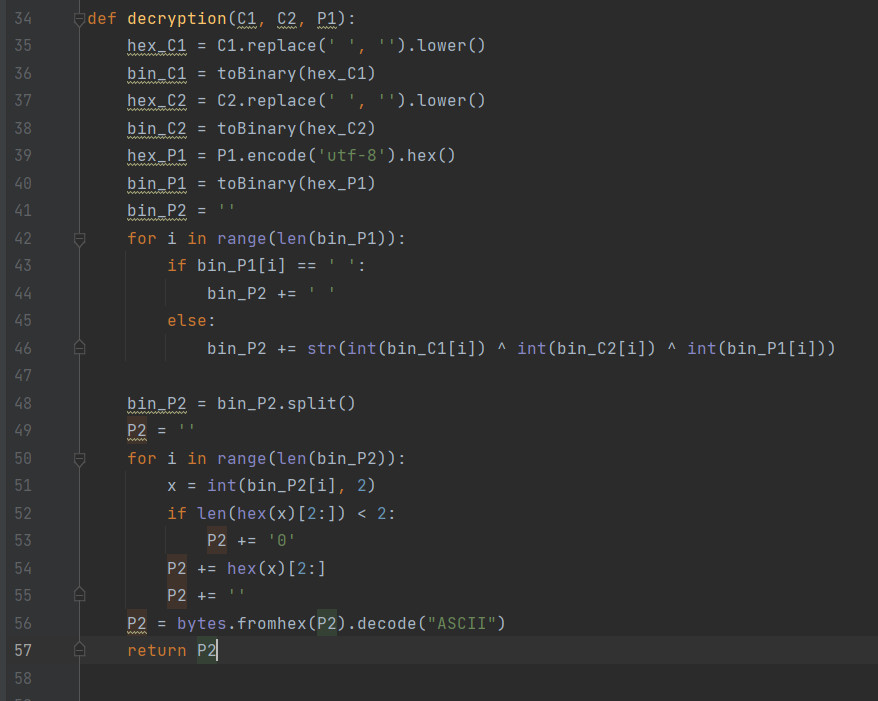 34 def decryption(C1, C2, P1):
35     hex_C1 = C1.replace(' ', '').lower()
36     bin_C1 = toBinary(hex_C1)
37     hex_C2 = C2.replace(' ', '').lower()
38     bin_C2 = toBinary(hex_C2)
39     hex_P1 = P1.encode('utf-8').hex()
40     bin_P1 = toBinary(hex_P1)
41     bin_P2 = ''
42     for i in range(len(bin_P1)):
43         if bin_P1[i] == ' ':
44             bin_P2 += ' '
45         else:
46             bin_P2 += str(int(bin_C1[i]) ^ int(bin_C2[i]) ^ int(bin_P1[i]))
47
48     bin_P2 = bin_P2.split()
49     P2 = ''
50     for i in range(len(bin_P2)):
51         x = int(bin_P2[i], 2)
52         if len(hex(x)[2:]) < 2:
53             P2 += '0'
54         P2 += hex(x)[2:]
55         P2 += ''
56     P2 = bytes.fromhex(P2).decode("ASCII")
57     return P2
58